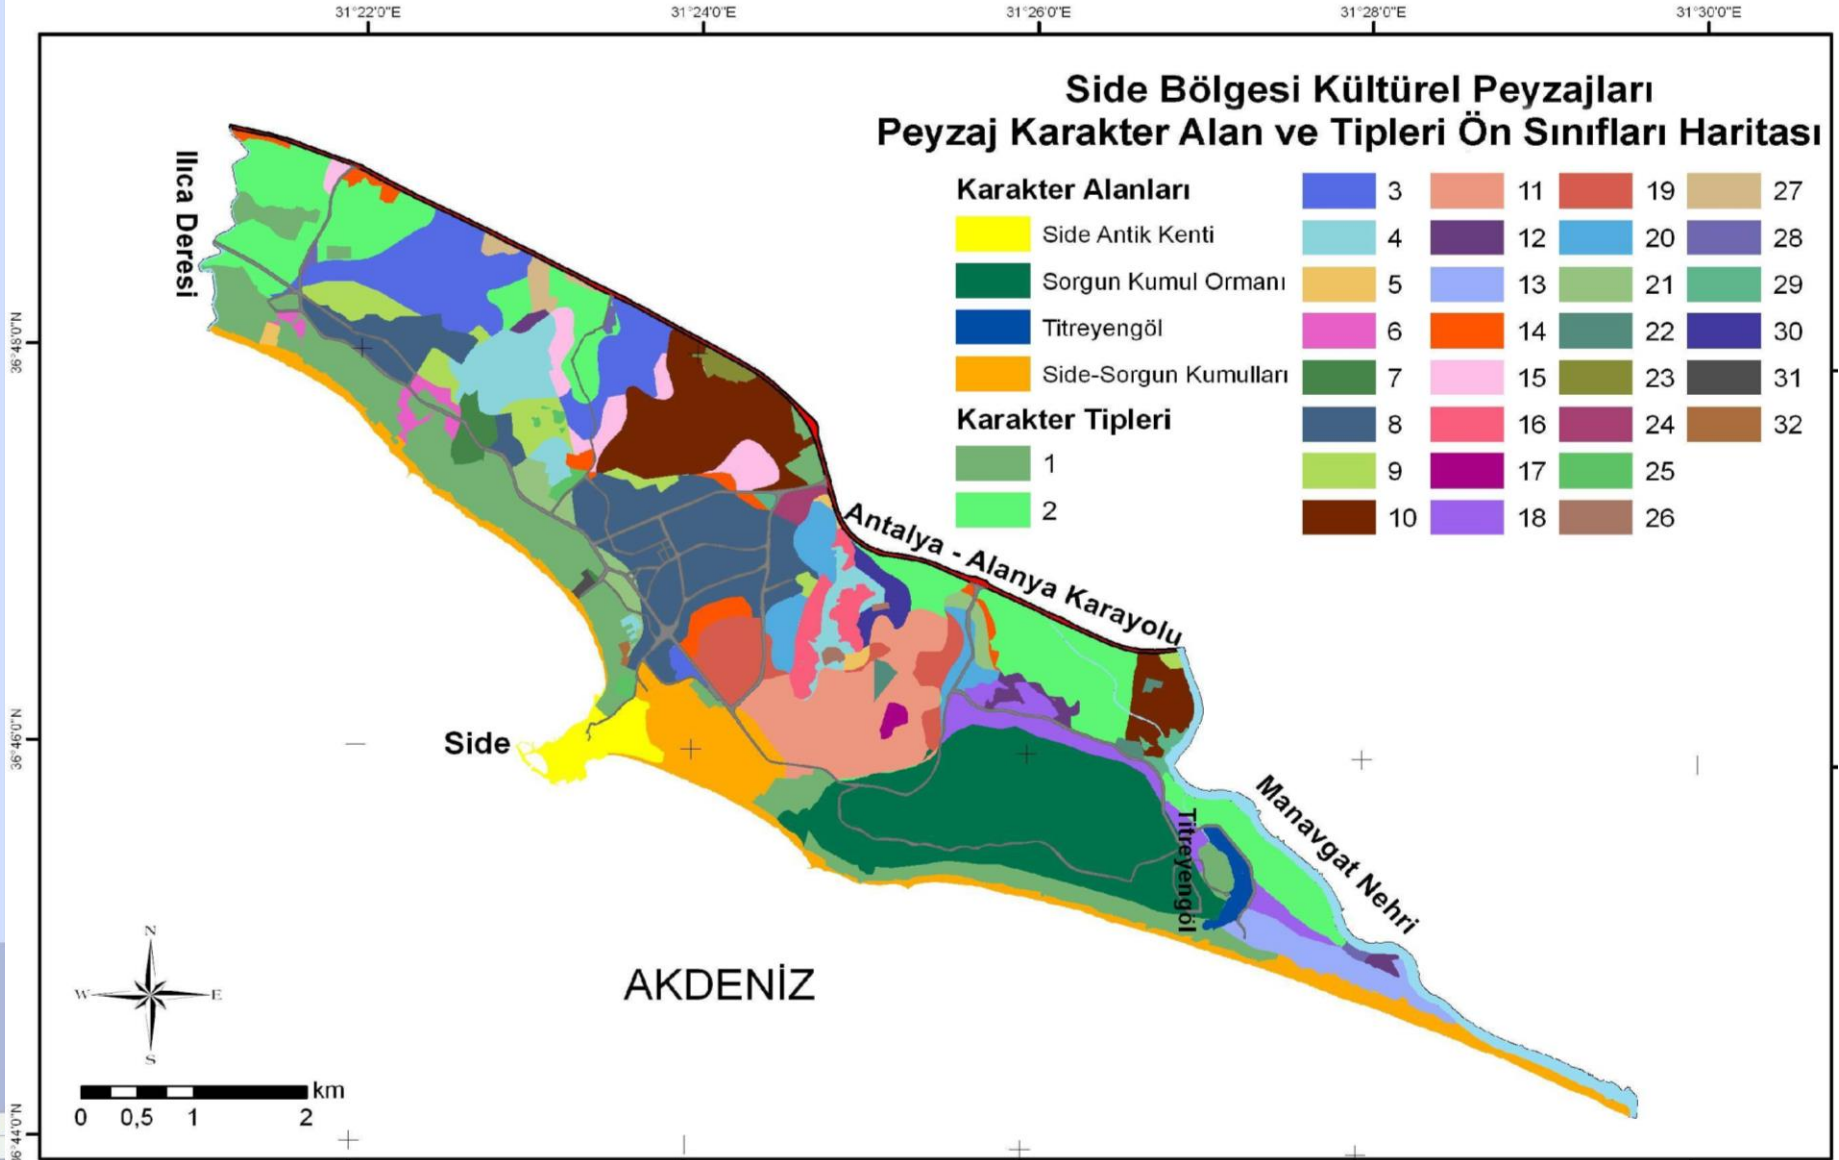 31°22'0"E
31°24'0"E
31°26'0"E
31°28'0"E
31°30'0"E
Side Bölgesi Kültürel Peyzajları
Peyzaj Karakter Alan ve Tipleri Ön Sınıfları Haritası
Karakter Alanları
Side Antik Kenti
Sorgun Kumul Ormanı
Titreyengöl
Side-Sorgun Kumulları
Karakter Tipleri
1
2
3
4
5
6
7
8
9
10
11
12
13
14
15
16
17
18
19
20
21
22
23
24
25
26
27
28
29
30
31
32
Ilıca Deresi
36°48'0"N
Antalya - Alanya Karayolu
36°46'0"N
Side
Manavgat Nehri
Titreyengöl
AKDENİZ
N
W
E
S
km
0
0,5
1
2
36°44'0"N